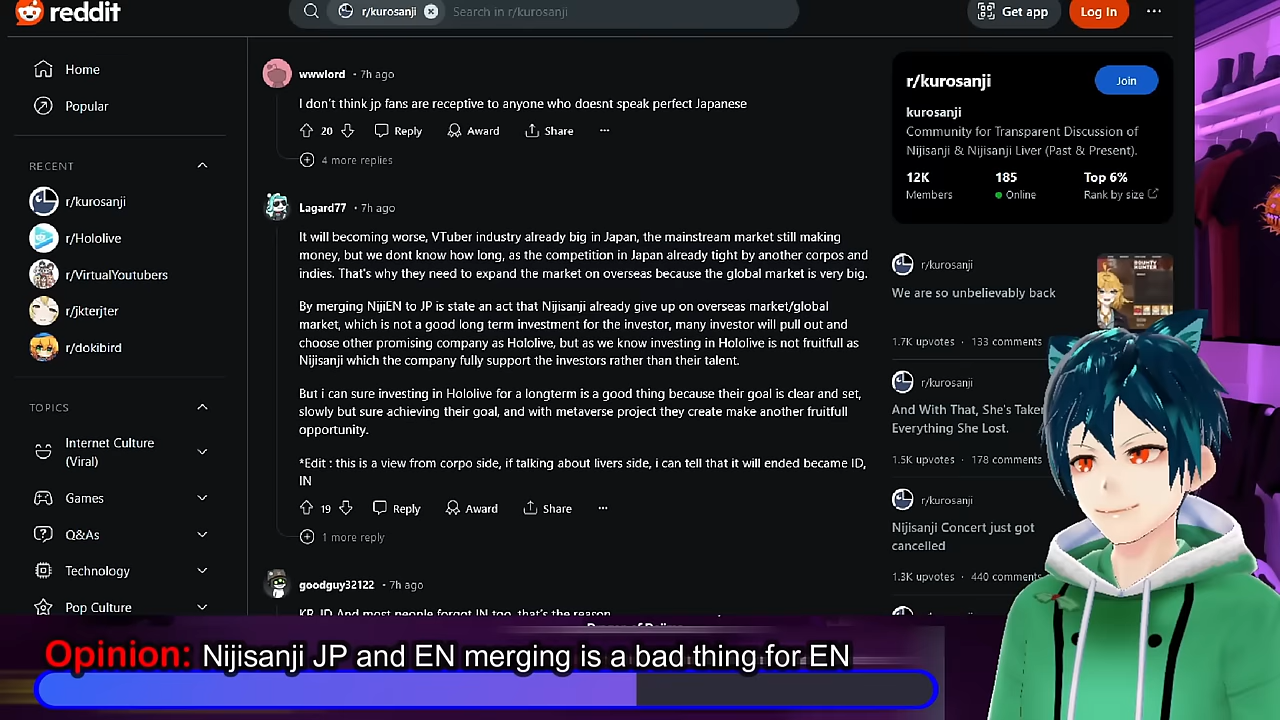 reddit
r/kurosanji
Search in r/kurosanji
Get app
Log In
Home
Popular
RECENT
r/kurosanji
r/Hololive
r/VirtualYoutubers
r/jkterjter
r/dokibird
TOPICS
Internet Culture
(Viral)
Games
Q&As
Technology
Pop Culture
wwwlord • 7h ago
I don't think jp fans are receptive to anyone who doesnt speak perfect Japanese
20 Reply Award Share
4 more replies
Lagard77 • 7h ago
It will becoming worse, VTuber industry already big in Japan, the mainstream market still making
money, but we dont know how long, as the competition in Japan already tight by another corpos and
indies. That's why they need to expand the market on overseas because the global market is very big.
By merging NijiEN to JP is state an act that Nijisanji already give up on overseas market/global
market, which is not a good long term investment for the investor, many investor will pull out and
choose other promising company as Hololive, but as we know investing in Hololive is not fruitfull as
Nijisanji which the company fully support the investors rather than their talent.
But i can sure investing in Hololive for a longterm is a good thing because their goal is clear and set,
slowly but sure achieving their goal, and with metaverse project they create make another fruitfull
opportunity.
*Edit : this is a view from corpo side, if talking about livers side, i can tell that it will ended became ID,
IN
19 Reply Award Share
1 more reply
goodguy32122 • 7h ago
KR, ID And most people forgot IN too, that's the reason
r/kurosanji
Join
kurosanji
Community for Transparent Discussion of
Nijisanji & Nijisanji Liver (Past & Present).
12K 185 Top 6%
Members Online Rank by size
r/kurosanji
We are so unbelievably back
BOUNTY
HUNTER
1.7K upvotes · 133 comments
r/kurosanji
And With That, She's Taken
Everything She Lost.
1.5K upvotes · 178 comments
r/kurosanji
Nijisanji Concert just got
cancelled
1.3K upvotes · 440 comments
Opinion: Nijisanji JP and EN merging is a bad thing for EN